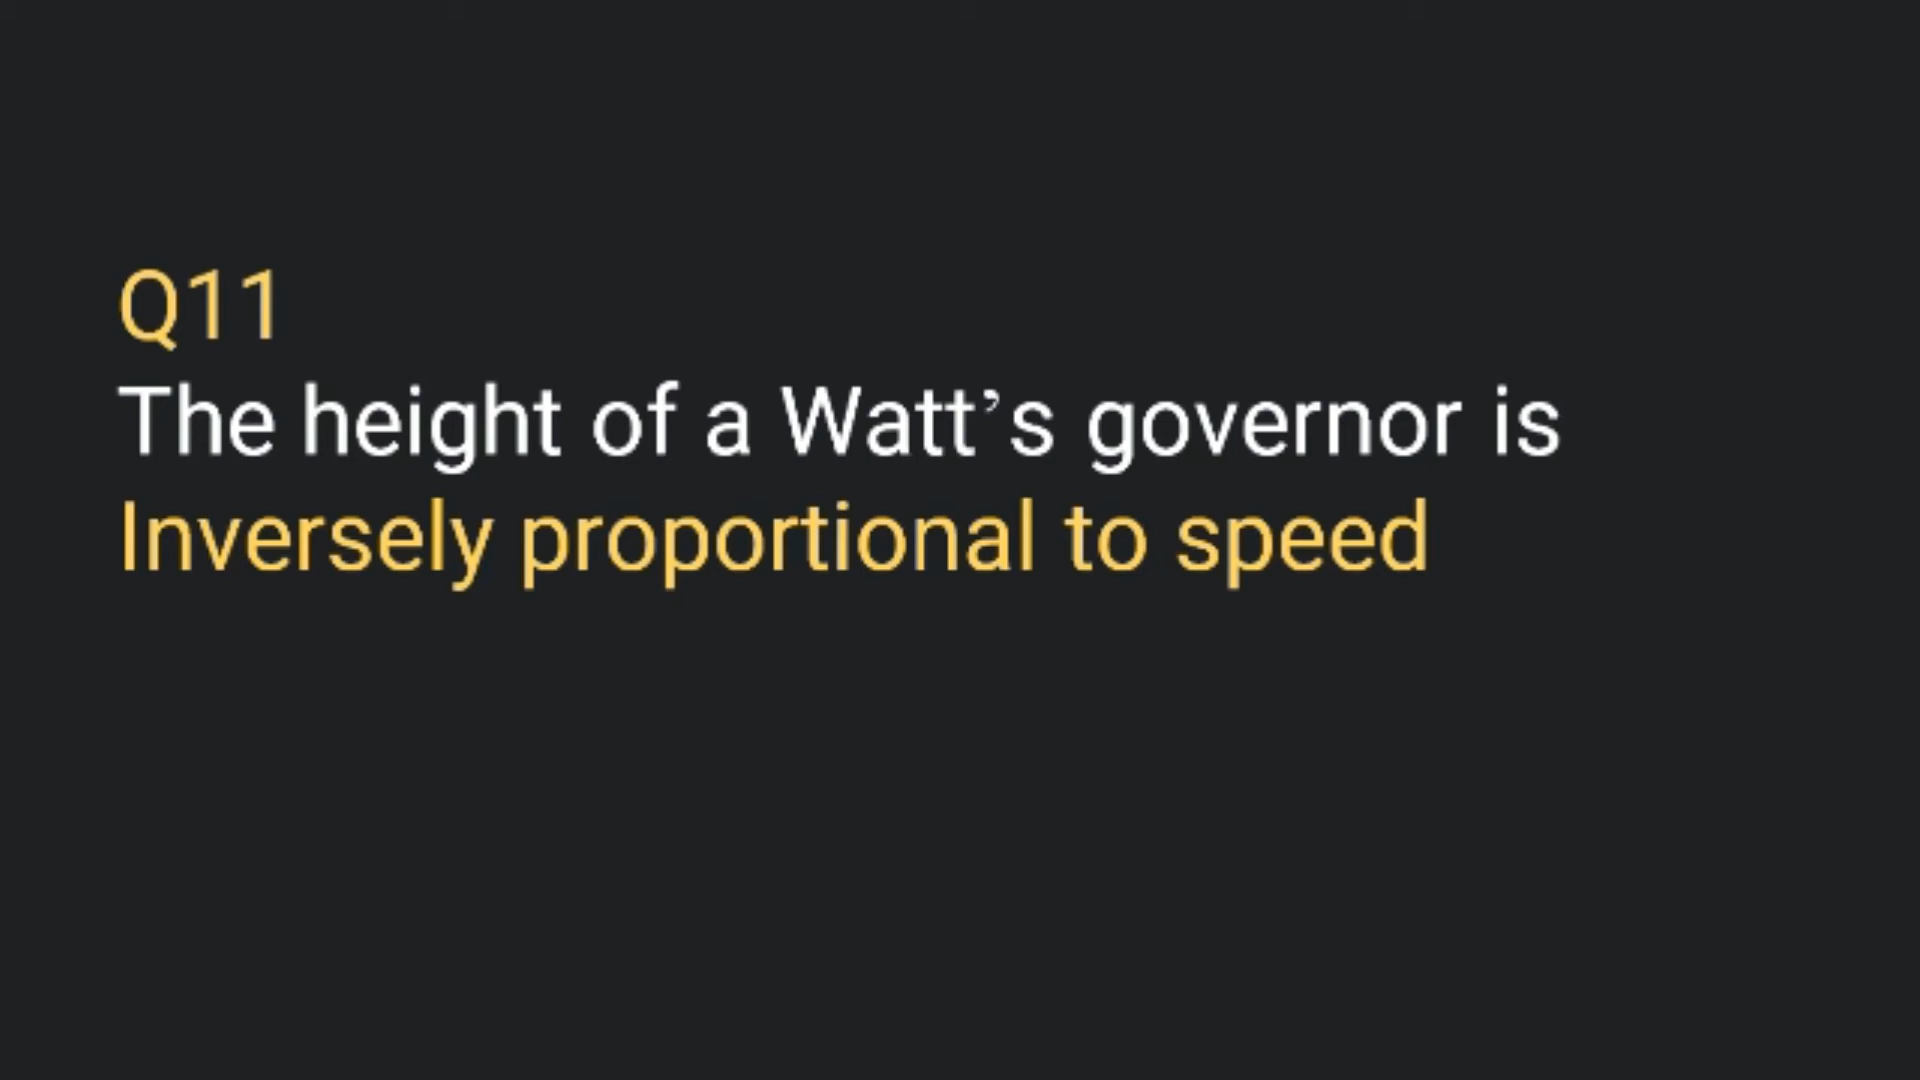 Q11
The height of a Watt’s governor is
Inversely proportional to speed